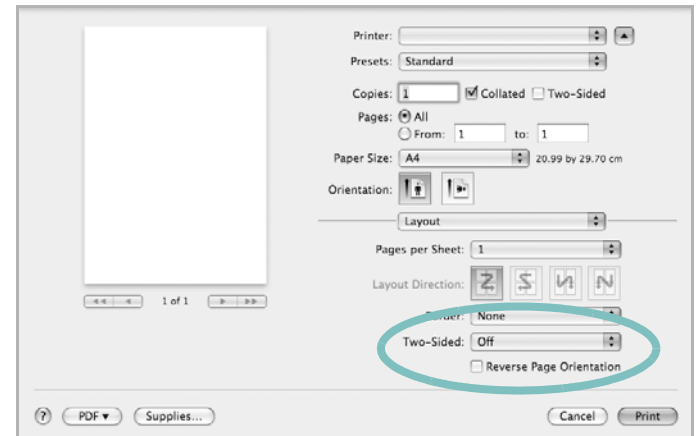 Printer:
Presets: Standard
Copies: 1 Collated Two-Sided
Pages: All
From: 1 to: 1
Paper Size: A4 20.99 by 29.70 cm
Orientation:
Layout
Pages per Sheet: 1
Layout Direction:
1 of 1
Border: None
Two-Sided: Off
Reverse Page Orientation
? PDF Supplies... Cancel Print